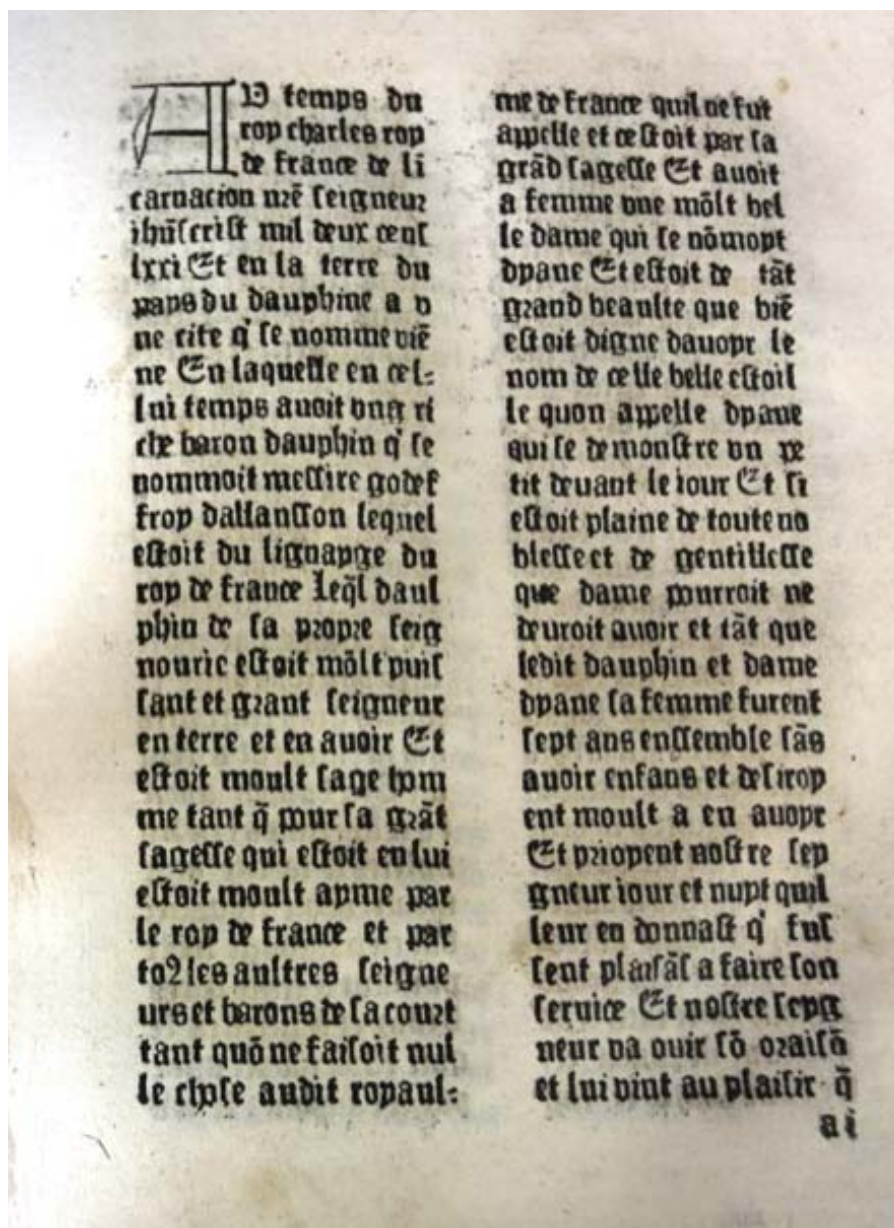 AU temps du
roy charles roy
de france de li
carnacion nr̄e seigneur
ihūscrist mil deux cens
lxxi Et en la terre du
pays du dauphine a v
ne cite q̄ se nomme viē
ne En laquelle en cel-
lui temps auoit vng ri
che baron dauphin q̄ se
nommoit messire godef
froy dallansson lequel
estoit du lignayge du
roy de france Leq̄l daul
phin de sa propre seig
nourie estoit mōlt puis
sant et grant seigneur
en terre et en auoir Et
estoit moult sage hom
me tant q̄ pour sa grāt
sagesse qui estoit en lui
estoit moult ayme par
le roy de france et par
toꝰ les aultres seigne
urs et barons de sa court
tant quō ne faisoit nul
le chose audit royaul-
me de france quil ne fut
appelle et ce stoit par sa
grād sagesse Et auoit
a femme vne mōlt bel
le dame qui se nōmoyt
dyane Et estoit de tāt
grand beaulte que biē
estoit digne dauoyr le
nom de celle belle estoil
le quon appelle dyane
qui se demonstre vn pe
tit deuant le iour Et si
estoit plaine de toute no
blesse et de gentillesse
que dame pourroit ne
deuroit auoir et tāt que
ledit dauphin et dame
dyane sa femme furent
sept ans enssemble sās
auoir enfans et desiroy
ent moult a en auoyr
Et prioyent nostre sey
gneur iour et nuyt quil
leur en donnast q̄ fus
sent plaisās a faire son
seruice Et nostre seyg
neur va ouir sō oraisō
et lui vint au plaisir q̄
a i